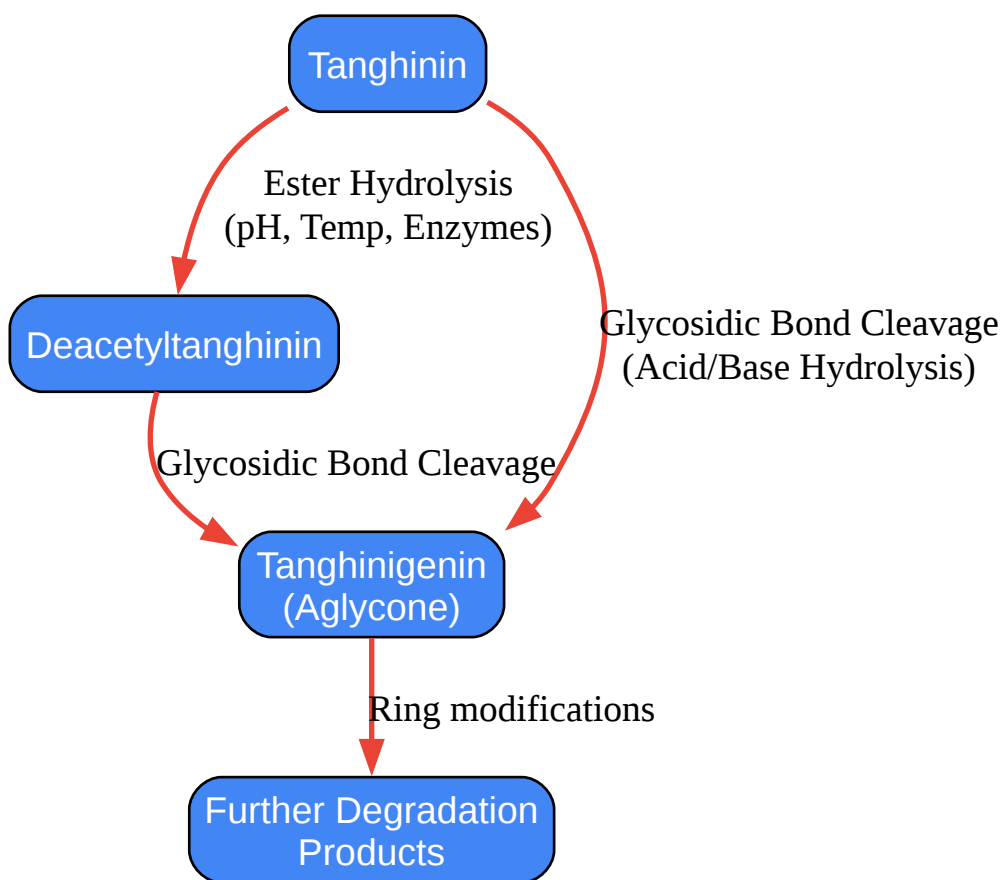 Tanghinin
Ester Hydrolysis
(pH, Temp, Enzymes)
Glycosidic Bond Cleavage
(Acid/Base Hydrolysis)
Deacetyltanghinin
Glycosidic Bond Cleavage
Tanghinigenin
(Aglycone)
Ring modifications
Further Degradation
Products